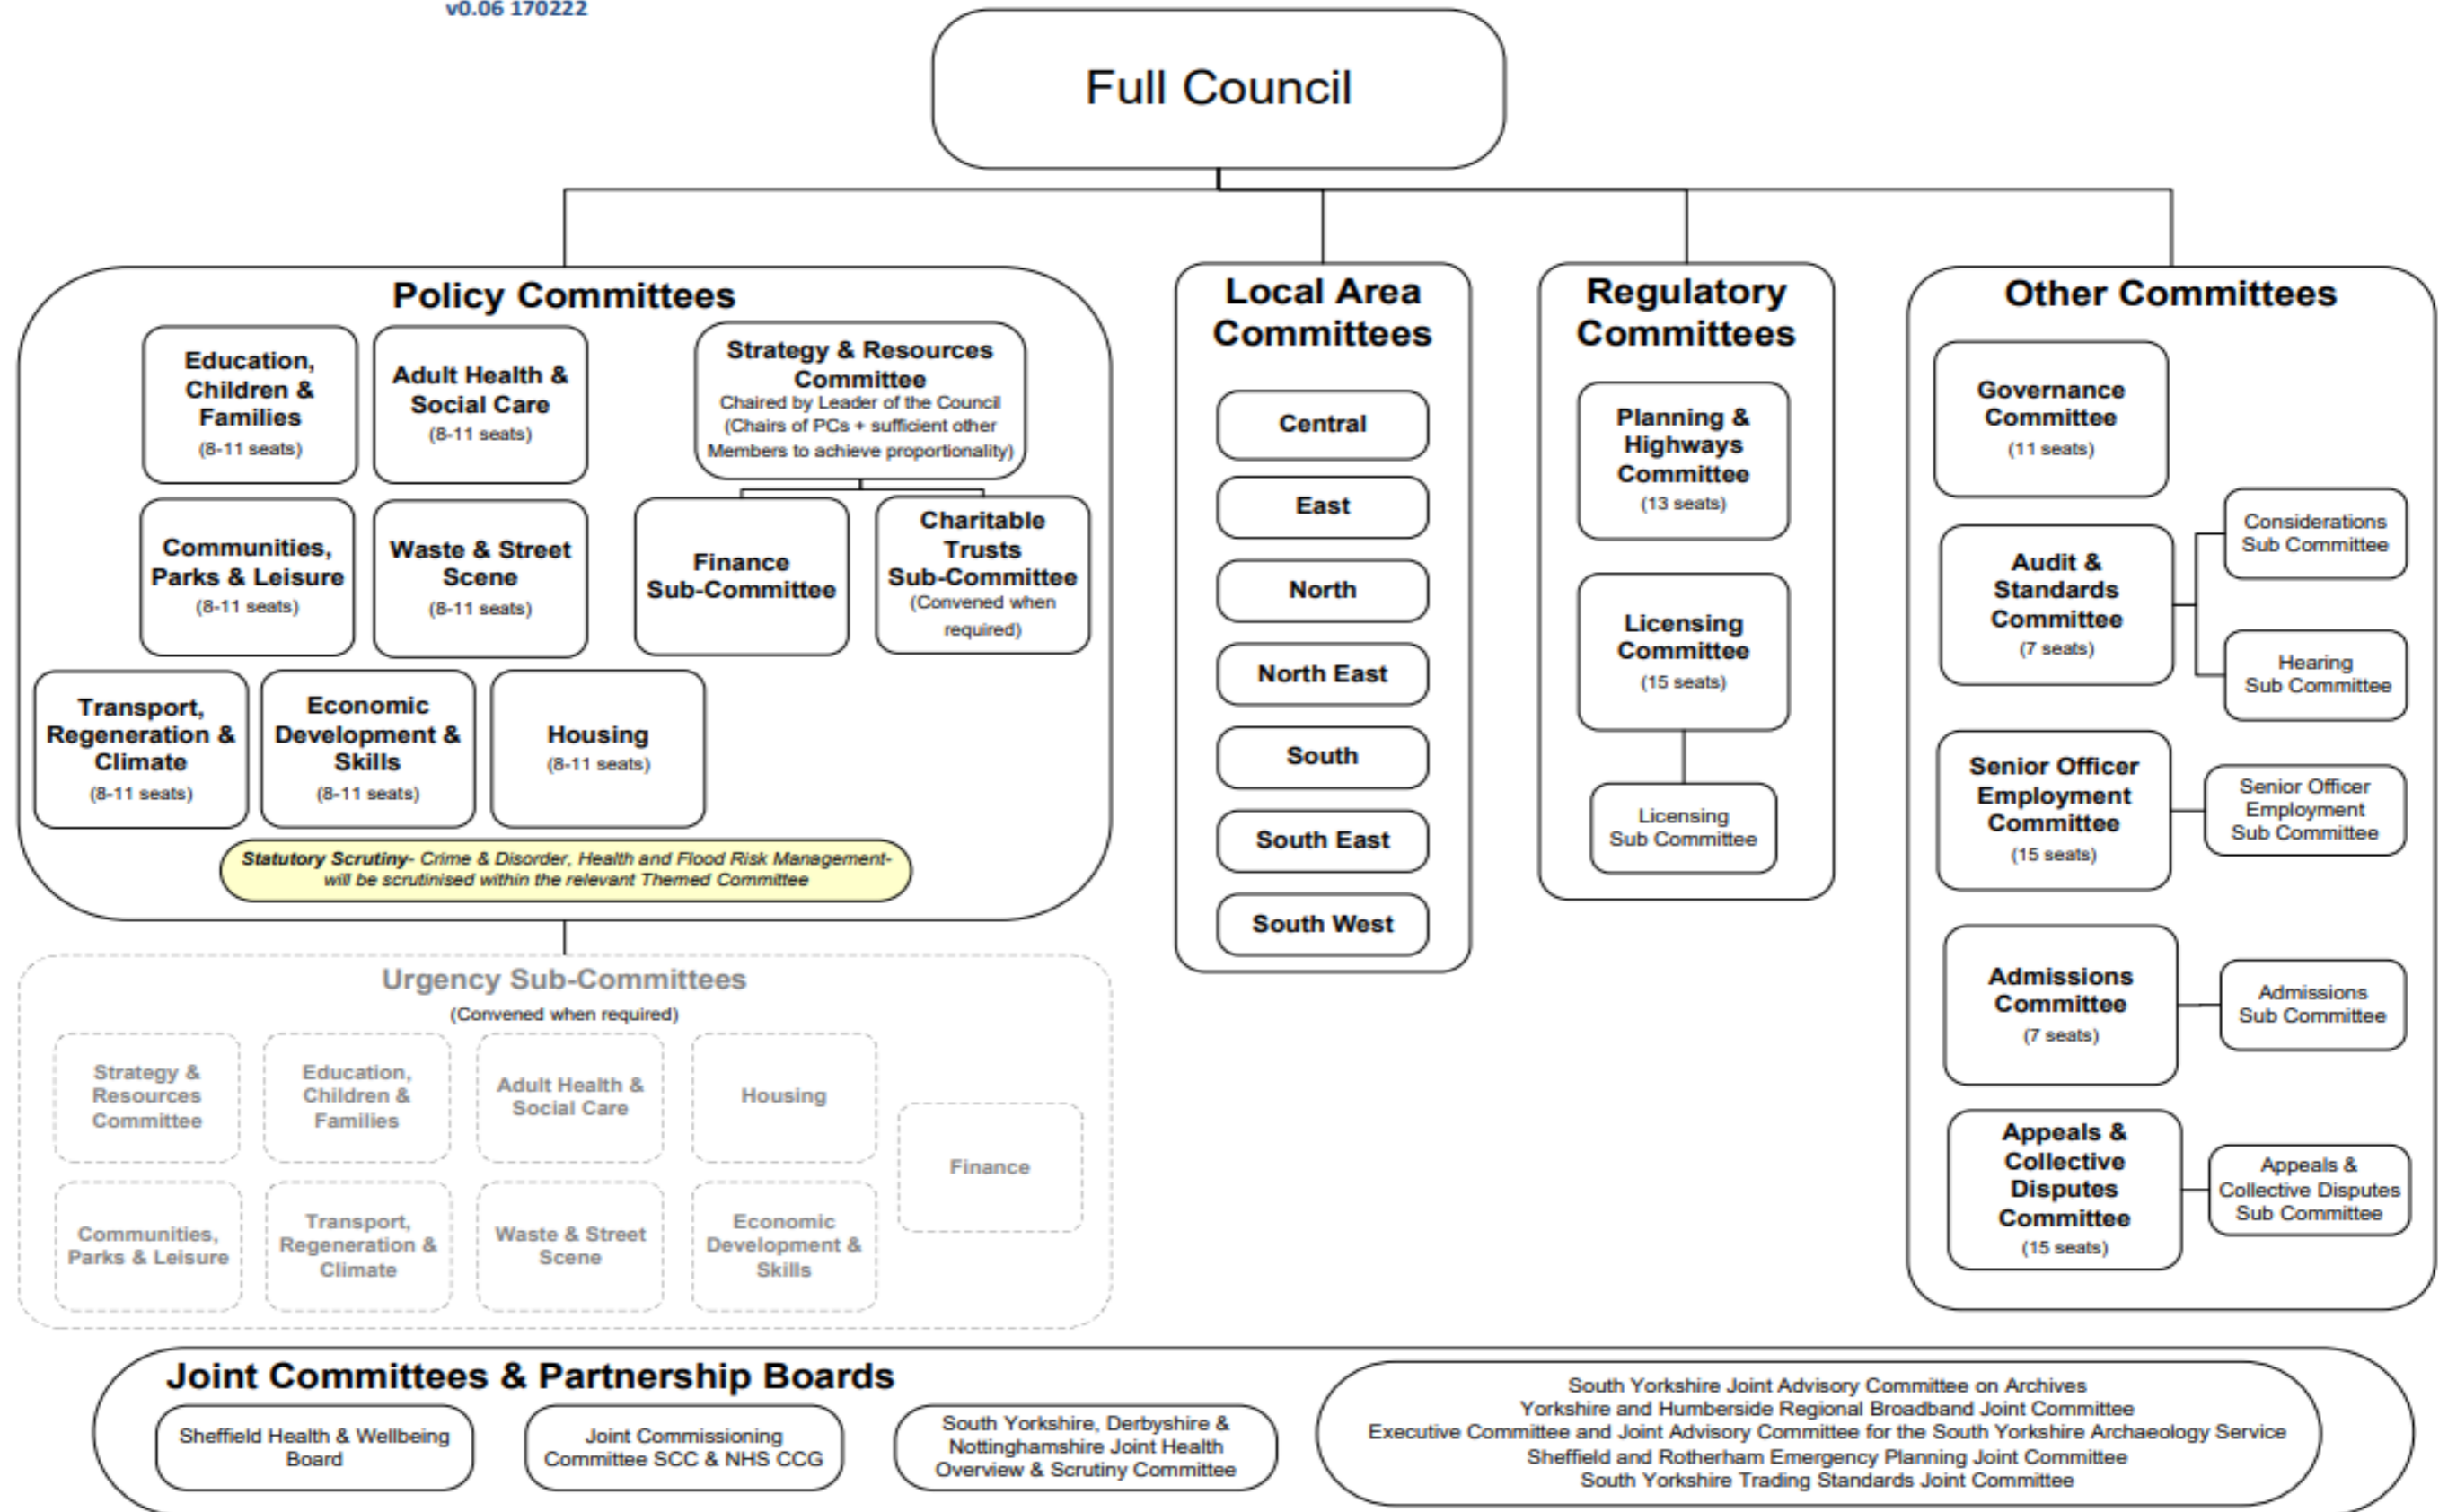 v0.06 170222
Full Council
Policy Committees
Education,
Children &
Families
(8-11 seats)
Adult Health &
Social Care
(8-11 seats)
Strategy & Resources
Committee
Chaired by Leader of the Council
(Chairs of PCs + sufficient other
Members to achieve proportionality)
Communities,
Parks & Leisure
(8-11 seats)
Waste & Street
Scene
(8-11 seats)
Finance
Sub-Committee
Charitable
Trusts
Sub-Committee
(Convened when
required)
Transport,
Regeneration &
Climate
(8-11 seats)
Economic
Development &
Skills
(8-11 seats)
Housing
(8-11 seats)
Statutory Scrutiny- Crime & Disorder, Health and Flood Risk Management-
will be scrutinised within the relevant Themed Committee
Urgency Sub-Committees
(Convened when required)
Strategy &
Resources
Committee
Education,
Children &
Families
Adult Health &
Social Care
Housing
Finance
Communities,
Parks & Leisure
Transport,
Regeneration &
Climate
Waste & Street
Scene
Economic
Development &
Skills
Local Area
Committees
Central
East
North
North East
South
South East
South West
Regulatory
Committees
Planning &
Highways
Committee
(13 seats)
Licensing
Committee
(15 seats)
Licensing
Sub Committee
Other Committees
Governance
Committee
(11 seats)
Audit &
Standards
Committee
(7 seats)
Considerations
Sub Committee
Hearing
Sub Committee
Senior Officer
Employment
Committee
(15 seats)
Senior Officer
Employment
Sub Committee
Admissions
Committee
(7 seats)
Admissions
Sub Committee
Appeals &
Collective
Disputes
Committee
(15 seats)
Appeals &
Collective Disputes
Sub Committee
Joint Committees & Partnership Boards
Sheffield Health & Wellbeing
Board
Joint Commissioning
Committee SCC & NHS CCG
South Yorkshire, Derbyshire &
Nottinghamshire Joint Health
Overview & Scrutiny Committee
South Yorkshire Joint Advisory Committee on Archives
Yorkshire and Humberside Regional Broadband Joint Committee
Executive Committee and Joint Advisory Committee for the South Yorkshire Archaeology Service
Sheffield and Rotherham Emergency Planning Joint Committee
South Yorkshire Trading Standards Joint Committee